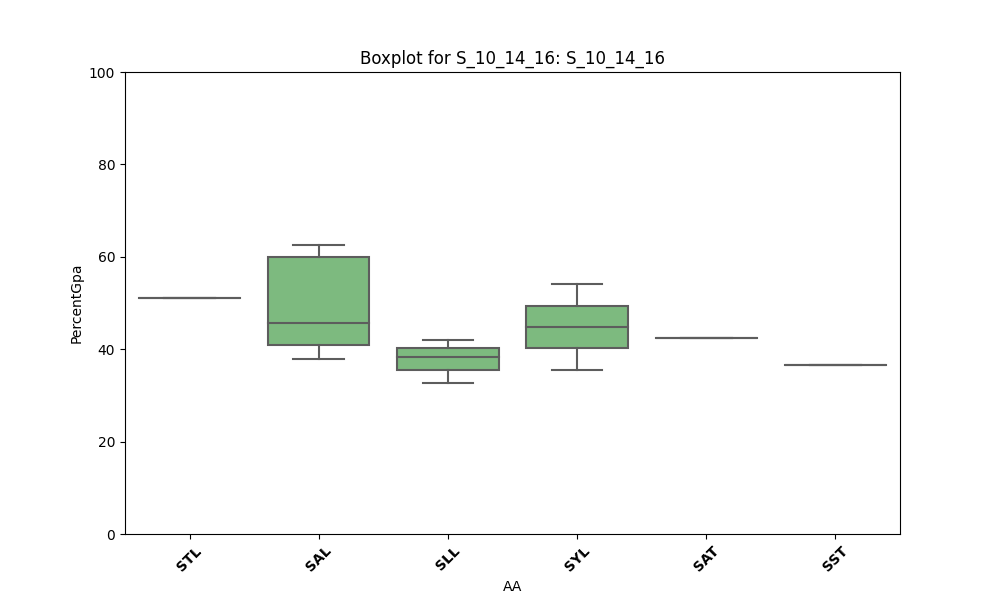 Boxplot for S_10_14_16: S_10_14_16
100
80
60
40
20
0
PercentGpa
STL
SAL
SLL
SYL
SAT
SST
AA